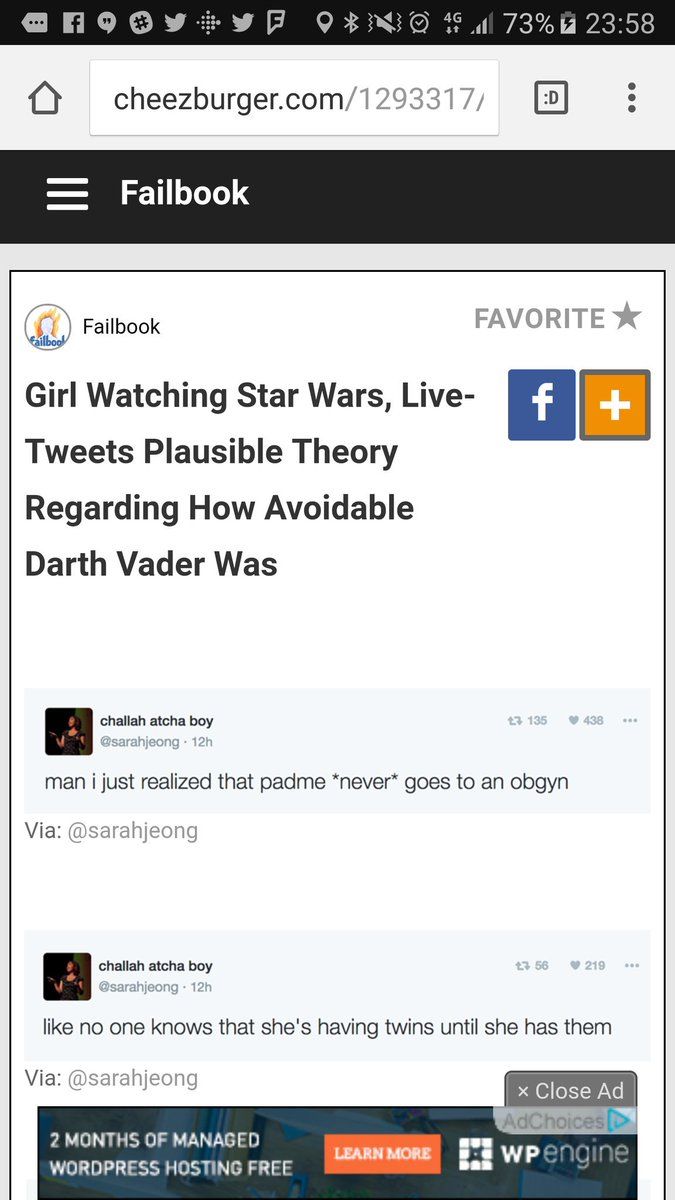 4G 73% 23:58
cheezburger.com/1293317/
:D
Failbook
failbook
Failbook
FAVORITE
Girl Watching Star Wars, Live-
Tweets Plausible Theory
Regarding How Avoidable
Darth Vader Was
f +
challah atcha boy
135 438
@sarahjeong · 12h
man i just realized that padme *never* goes to an obgyn
Via: @sarahjeong
challah atcha boy
56 219
@sarahjeong · 12h
like no one knows that she's having twins until she has them
Via: @sarahjeong
× Close Ad
AdChoices
2 MONTHS OF MANAGED
WORDPRESS HOSTING FREE
LEARN MORE
WPengine